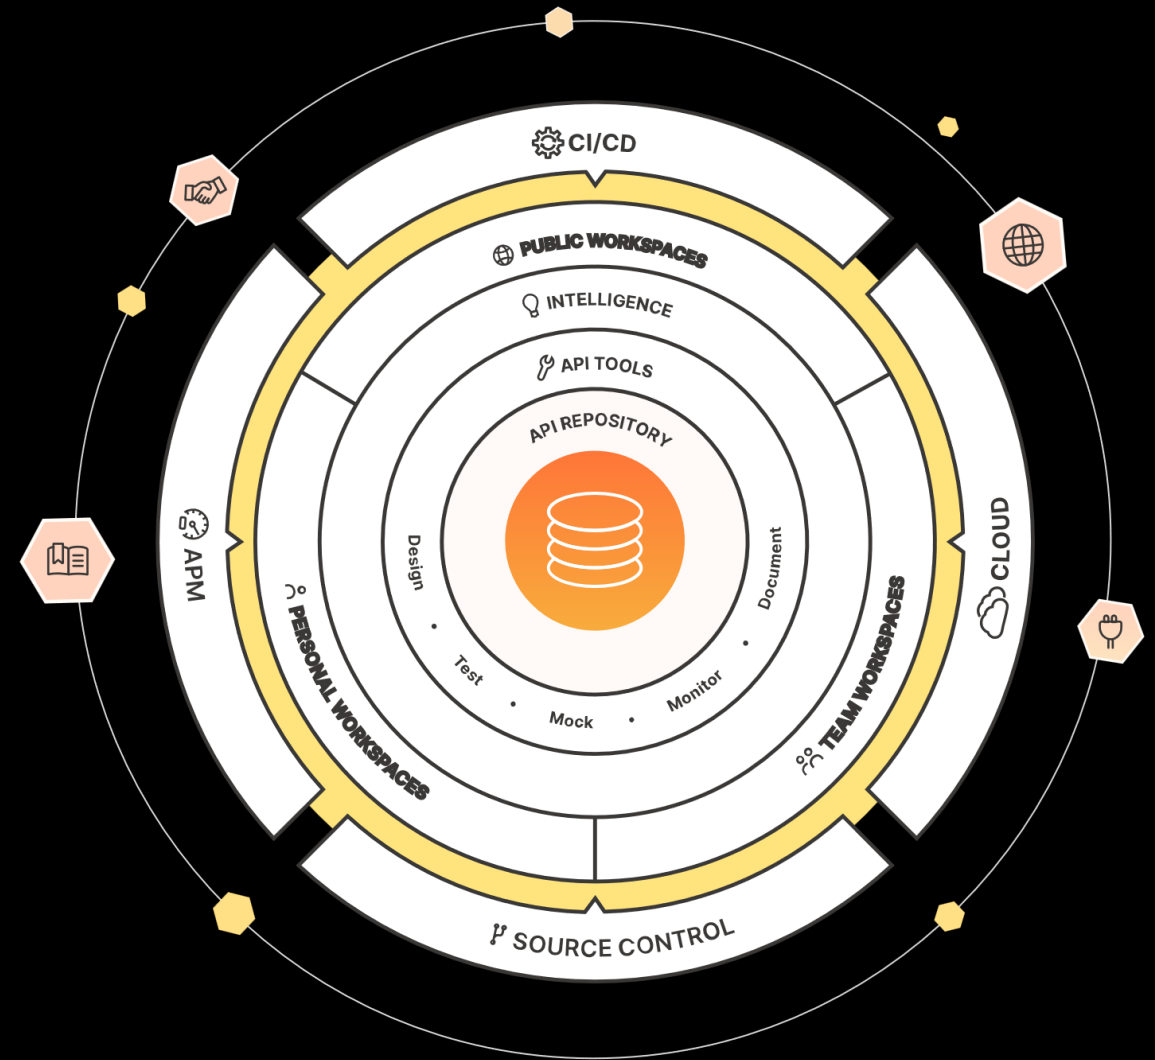 CI/CD
PUBLIC WORKSPACES
INTELLIGENCE
API TOOLS
API REPOSITORY
Design
Test
Mock
Monitor
Document
APM
PERSONAL WORKSPACES
TEAM WORKSPACES
CLOUD
SOURCE CONTROL